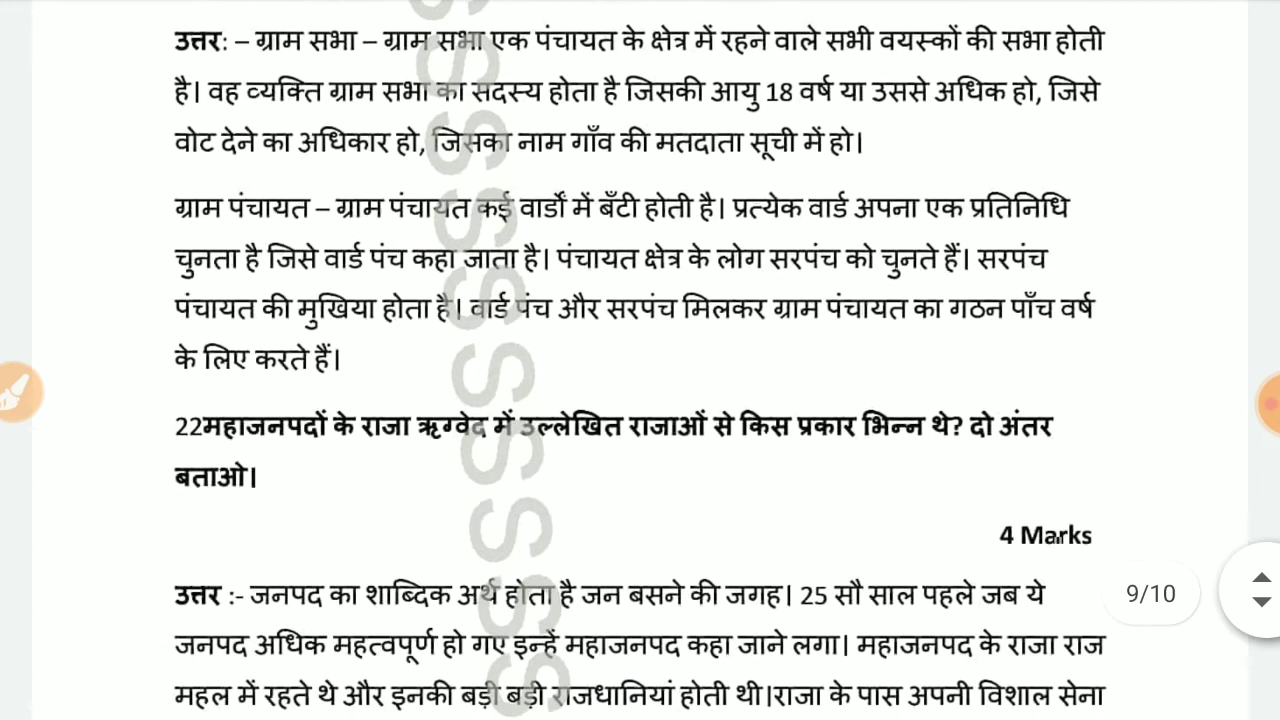 उत्तर: – ग्राम सभा – ग्राम सभा एक पंचायत के क्षेत्र में रहने वाले सभी वयस्कों की सभा होती
है। वह व्यक्ति ग्राम सभा का सदस्य होता है जिसकी आयु 18 वर्ष या उससे अधिक हो, जिसे
वोट देने का अधिकार हो, जिसका नाम गाँव की मतदाता सूची में हो।
ग्राम पंचायत – ग्राम पंचायत कई वार्डों में बँटी होती है। प्रत्येक वार्ड अपना एक प्रतिनिधि
चुनता है जिसे वार्ड पंच कहा जाता है। पंचायत क्षेत्र के लोग सरपंच को चुनते हैं। सरपंच
पंचायत की मुखिया होता है। वार्ड पंच और सरपंच मिलकर ग्राम पंचायत का गठन पाँच वर्ष
के लिए करते हैं।
22महाजनपदों के राजा ऋग्वेद में उल्लेखित राजाओं से किस प्रकार भिन्न थे? दो अंतर
बताओ।
4 Marks
उत्तर :- जनपद का शाब्दिक अर्थ होता है जन बसने की जगह। 25 सौ साल पहले जब ये
9/10
जनपद अधिक महत्वपूर्ण हो गए इन्हें महाजनपद कहा जाने लगा। महाजनपद के राजा राज
महल में रहते थे और इनकी बड़ी बड़ी राजधानियां होती थी।राजा के पास अपनी विशाल सेना
SSSSSSSS